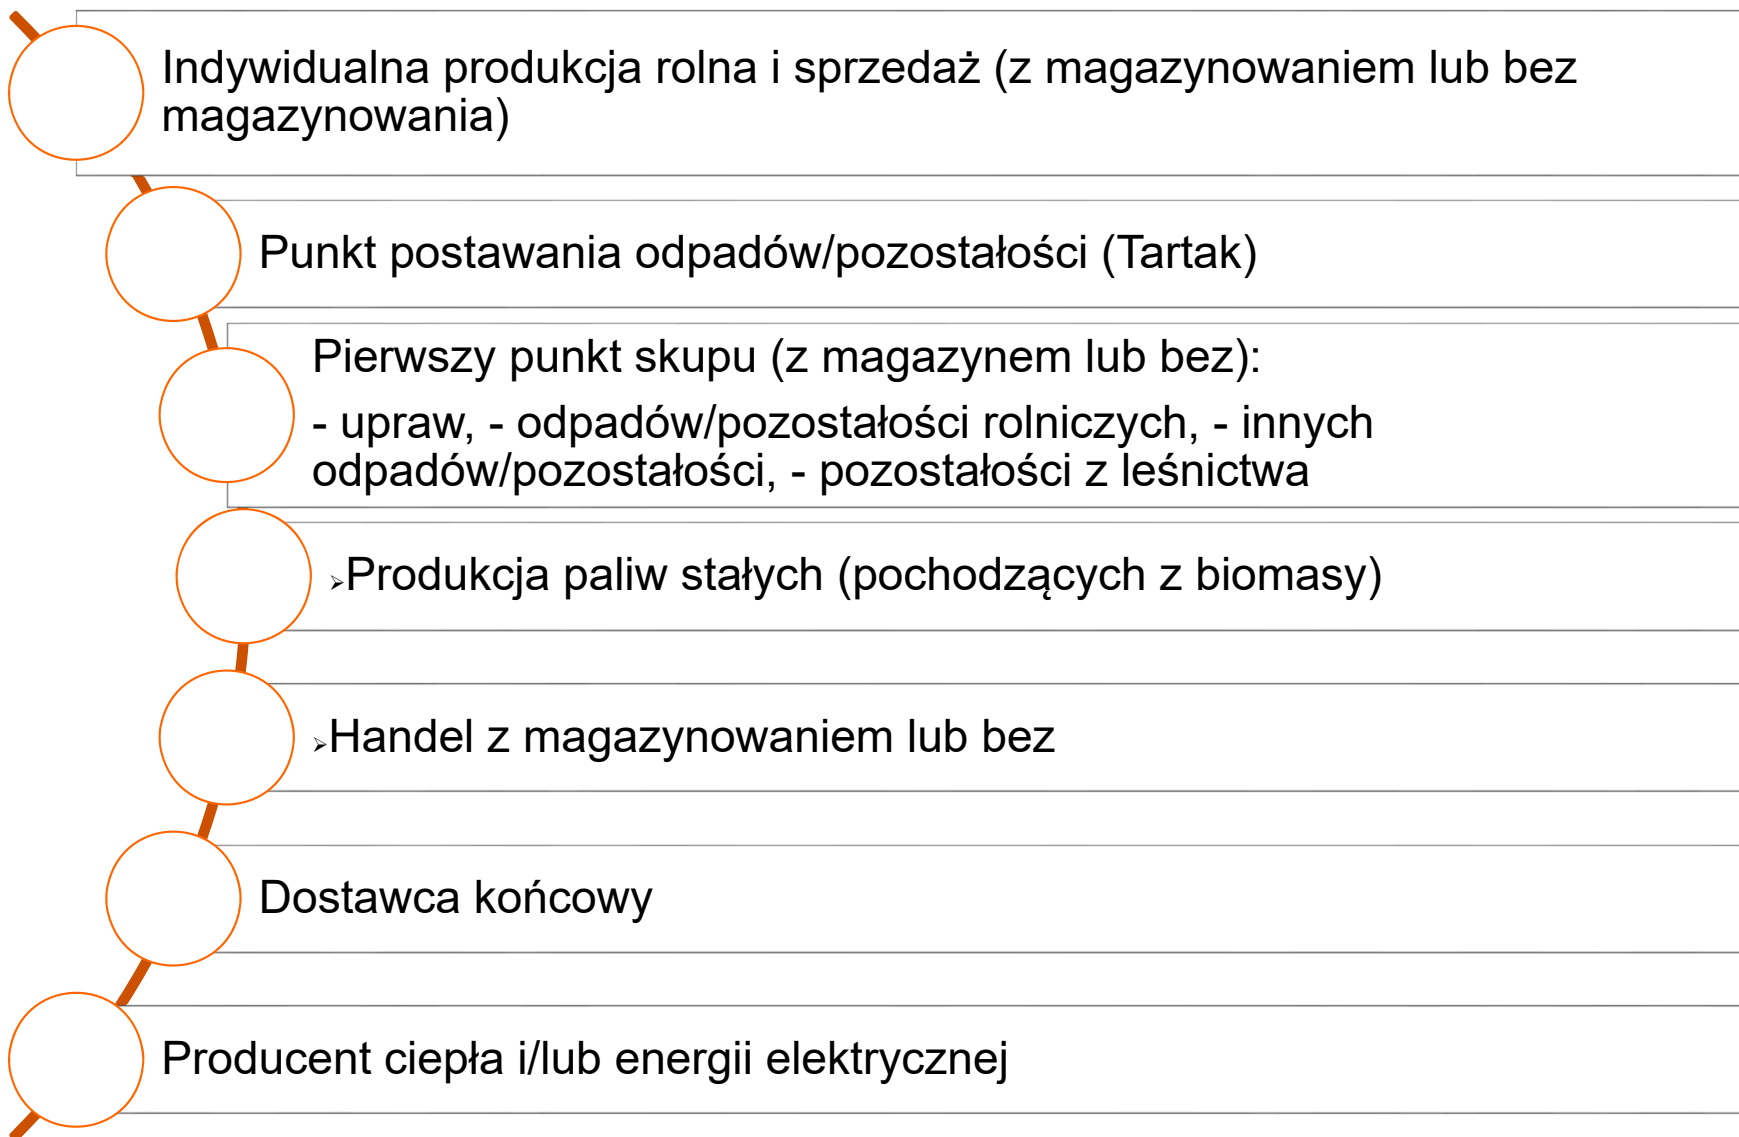 Indywidualna produkcja rolna i sprzedaż (z magazynowaniem lub bez
magazynowania)
Punkt postawania odpadów/pozostałości (Tartak)
Pierwszy punkt skupu (z magazynem lub bez):
- upraw, - odpadów/pozostałości rolniczych, - innych
odpadów/pozostałości, - pozostałości z leśnictwa
➢Produkcja paliw stałych (pochodzących z biomasy)
➢Handel z magazynowaniem lub bez
Dostawca końcowy
Producent ciepła i/lub energii elektrycznej